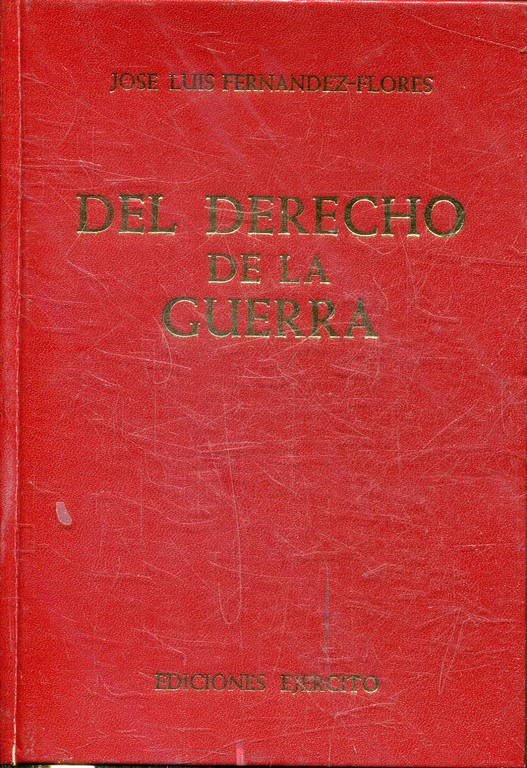 JOSE LUIS FERNANDEZ-FLORES
DEL DERECHO
DE LA
GUERRA
EDICIONES EJERCITO